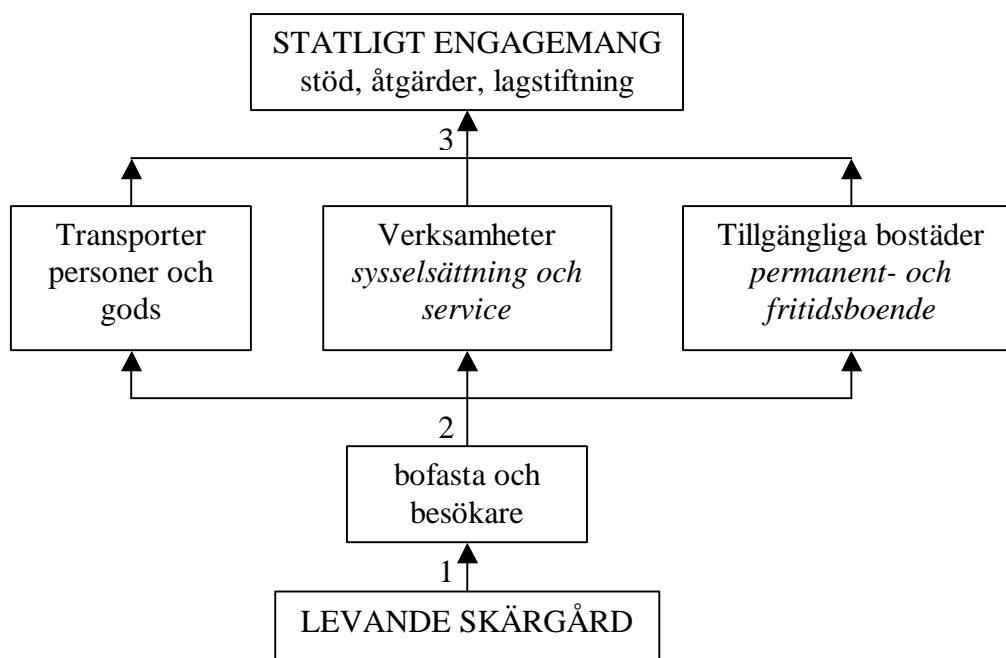 STATLIGT ENGAGEMANG
stöd, åtgärder, lagstiftning
3
Transporter
personer och
gods
Verksamheter
sysselsättning och
service
Tillgängliga bostäder
permanent- och
fritidsboende
2
bofasta och
besökare
1
LEVANDE SKÄRGÅRD